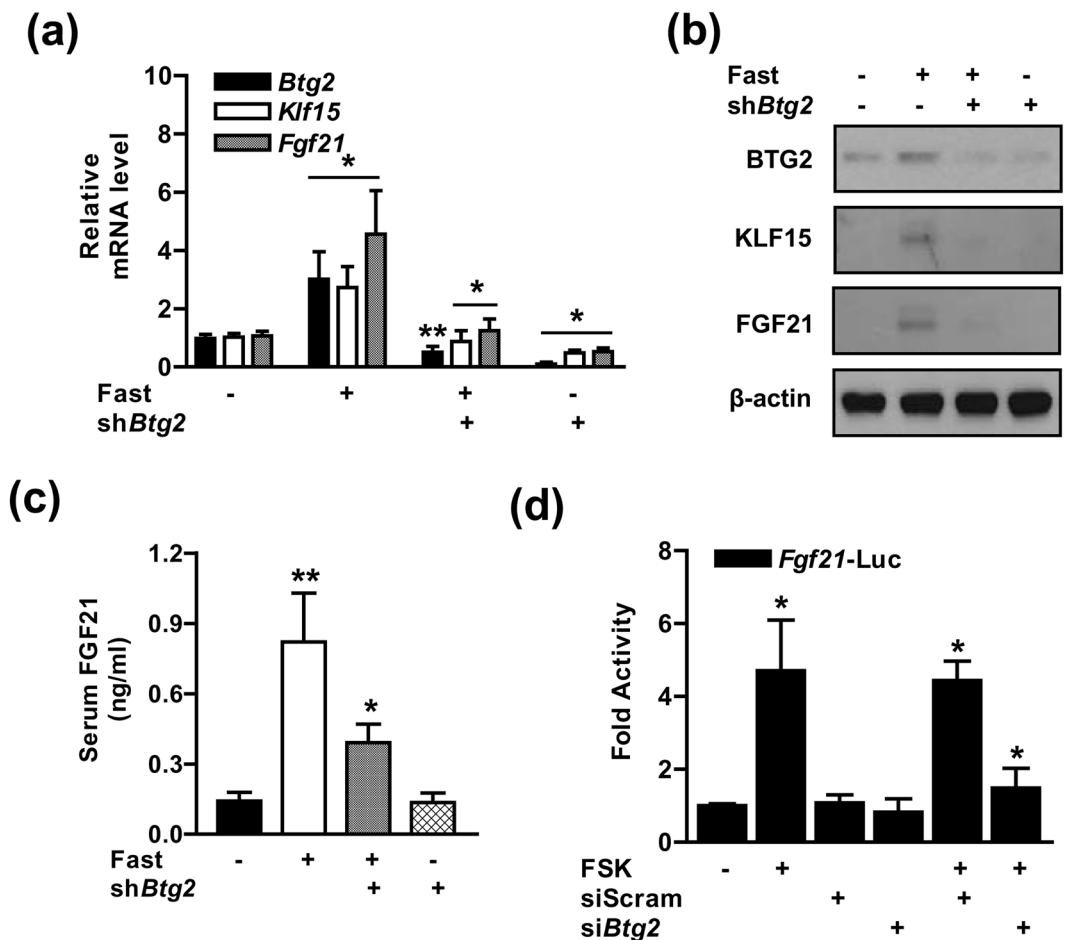 (a)
Btg2
Klf15
Fgf21
Relative
mRNA level
10
8
6
4
2
0
*
**
*
*
Fast - + + -
shBtg2 + +
(b)
Fast - + + -
shBtg2 - - + +
BTG2
KLF15
FGF21
β-actin
(c)
Serum FGF21
(ng/ml)
1.2
0.9
0.6
0.3
0.0
**
*
Fast - + + -
shBtg2 + +
(d)
Fgf21-Luc
Fold Activity
8
6
4
2
0
*
*
*
FSK - + + +
siScram + +
siBtg2 + +